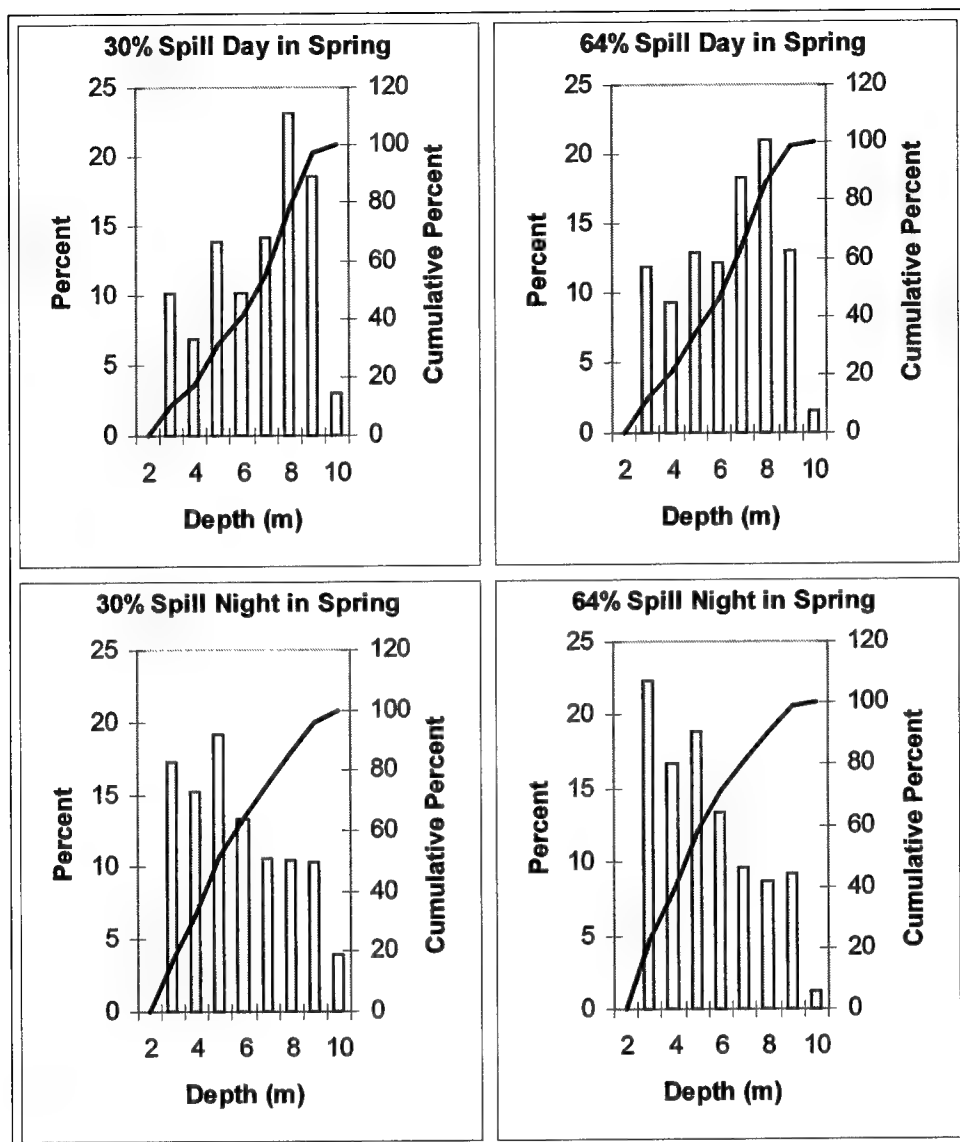 30% Spill Day in Spring
25
20
15
10
5
0
Percent
120
100
80
60
40
20
0
Cumulative Percent
2 4 6 8 10
Depth (m)
64% Spill Day in Spring
25
20
15
10
5
0
Percent
120
100
80
60
40
20
0
Cumulative Percent
2 4 6 8 10
Depth (m)
30% Spill Night in Spring
25
20
15
10
5
0
Percent
120
100
80
60
40
20
0
Cumulative Percent
2 4 6 8 10
Depth (m)
64% Spill Night in Spring
25
20
15
10
5
0
Percent
120
100
80
60
40
20
0
Cumulative Percent
2 4 6 8 10
Depth (m)